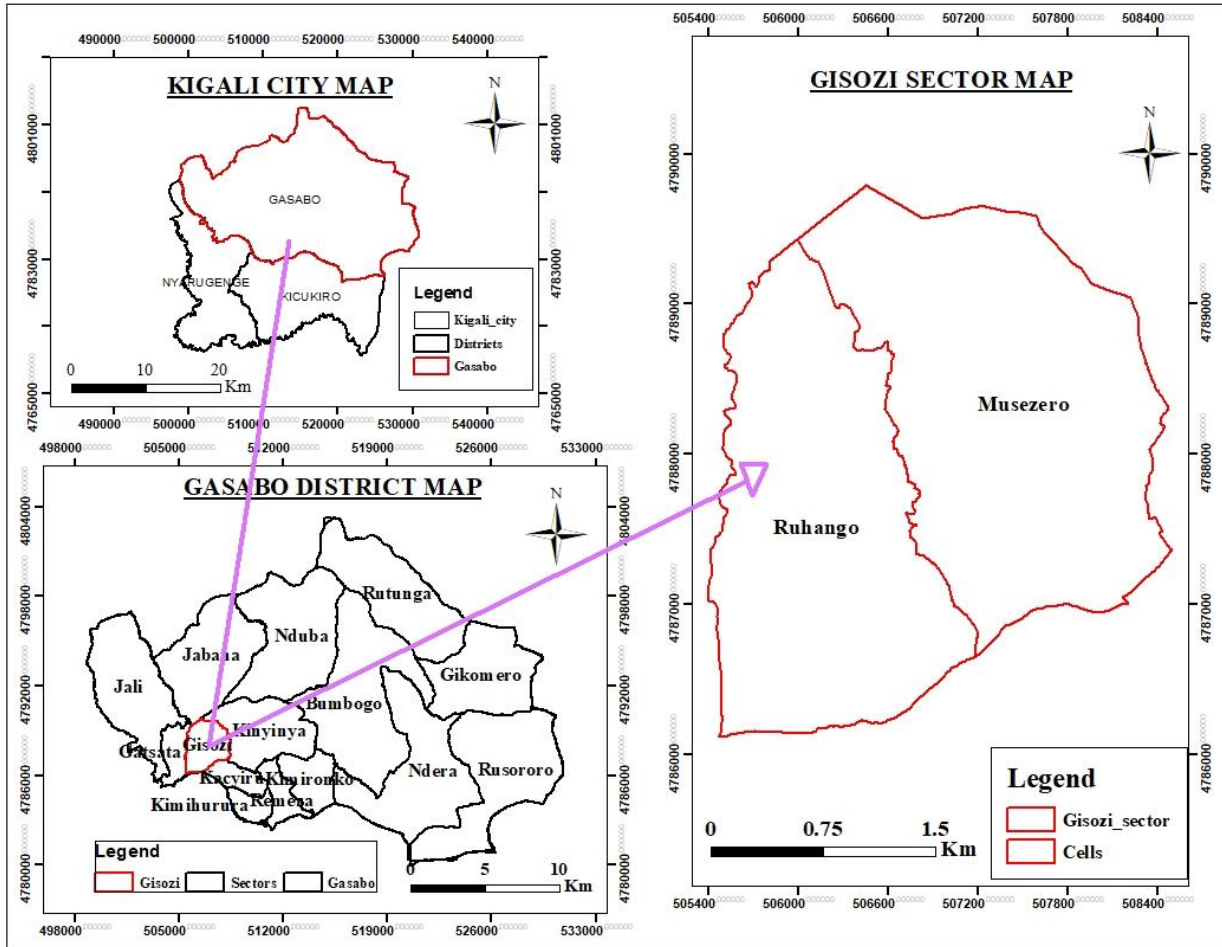 490000 500000 510000 520000 530000 540000
KIGALI CITY MAP
N
4801000 4801000
GASABO
4783000 4783000
NYARUGENGE
KICUKIRO
Legend
Kigali_city
Districts
Gasabo
0 10 20
Km
4765000 4765000
490000 500000 510000 520000 530000 540000
498000 505000 512000 519000 526000 533000
GASABO DISTRICT MAP
N
4804000 4804000
Rutunga
4798000 4798000
Nduba
Jabana
Gikomero
Jali
4792000 4792000
Bumbogo
Kinyinya
Gisozi
Gatsata
Ndera
Rusororo
Kacyiru
Kimironko
4786000 4786000
Kimihurura
Remera
Legend
Gisozi Sectors Gasabo
0 5 10
Km
4780000 4780000
498000 505000 512000 519000 526000 533000
505400 506000 506600 507200 507800 508400
GISOZI SECTOR MAP
N
4790000 4790000
4789000 4789000
Musezero
4788000 4788000
Ruhango
4787000 4787000
4786000 4786000
Legend
Gisozi_sector
Cells
0 0.75 1.5
Km
505400 506000 506600 507200 507800 508400